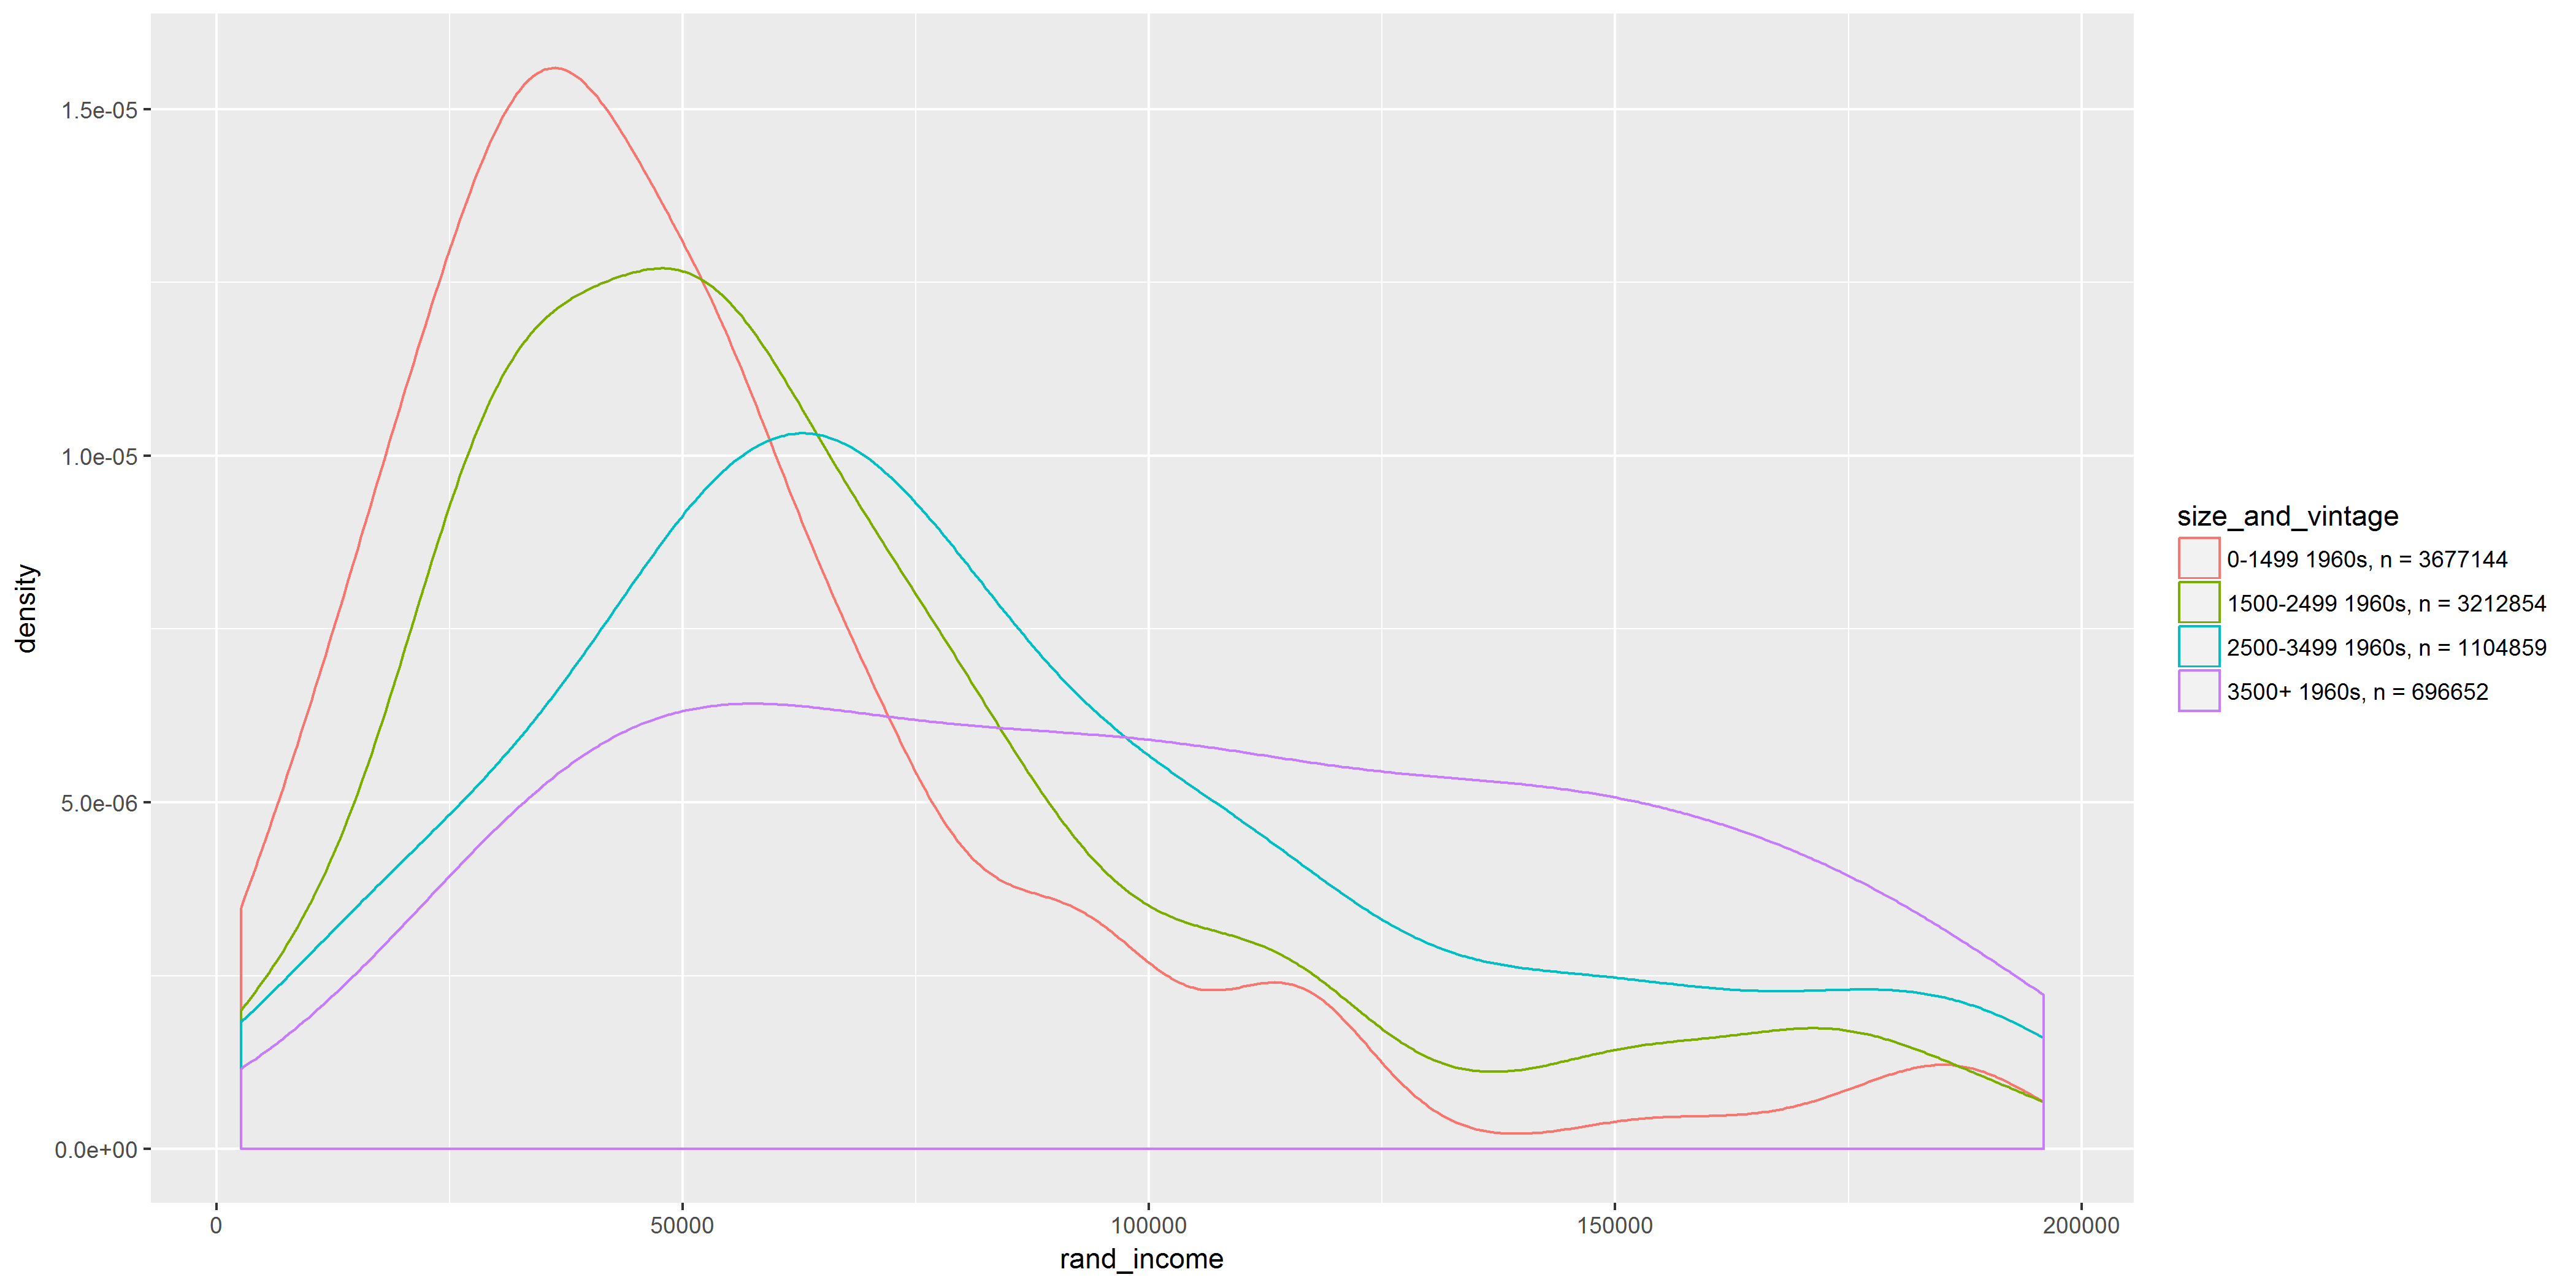 1.5e-05
1.0e-05
5.0e-06
0.0e+00
density
0 50000 100000 150000 200000
rand_income
size_and_vintage
0-1499 1960s, n = 3677144
1500-2499 1960s, n = 3212854
2500-3499 1960s, n = 1104859
3500+ 1960s, n = 696652